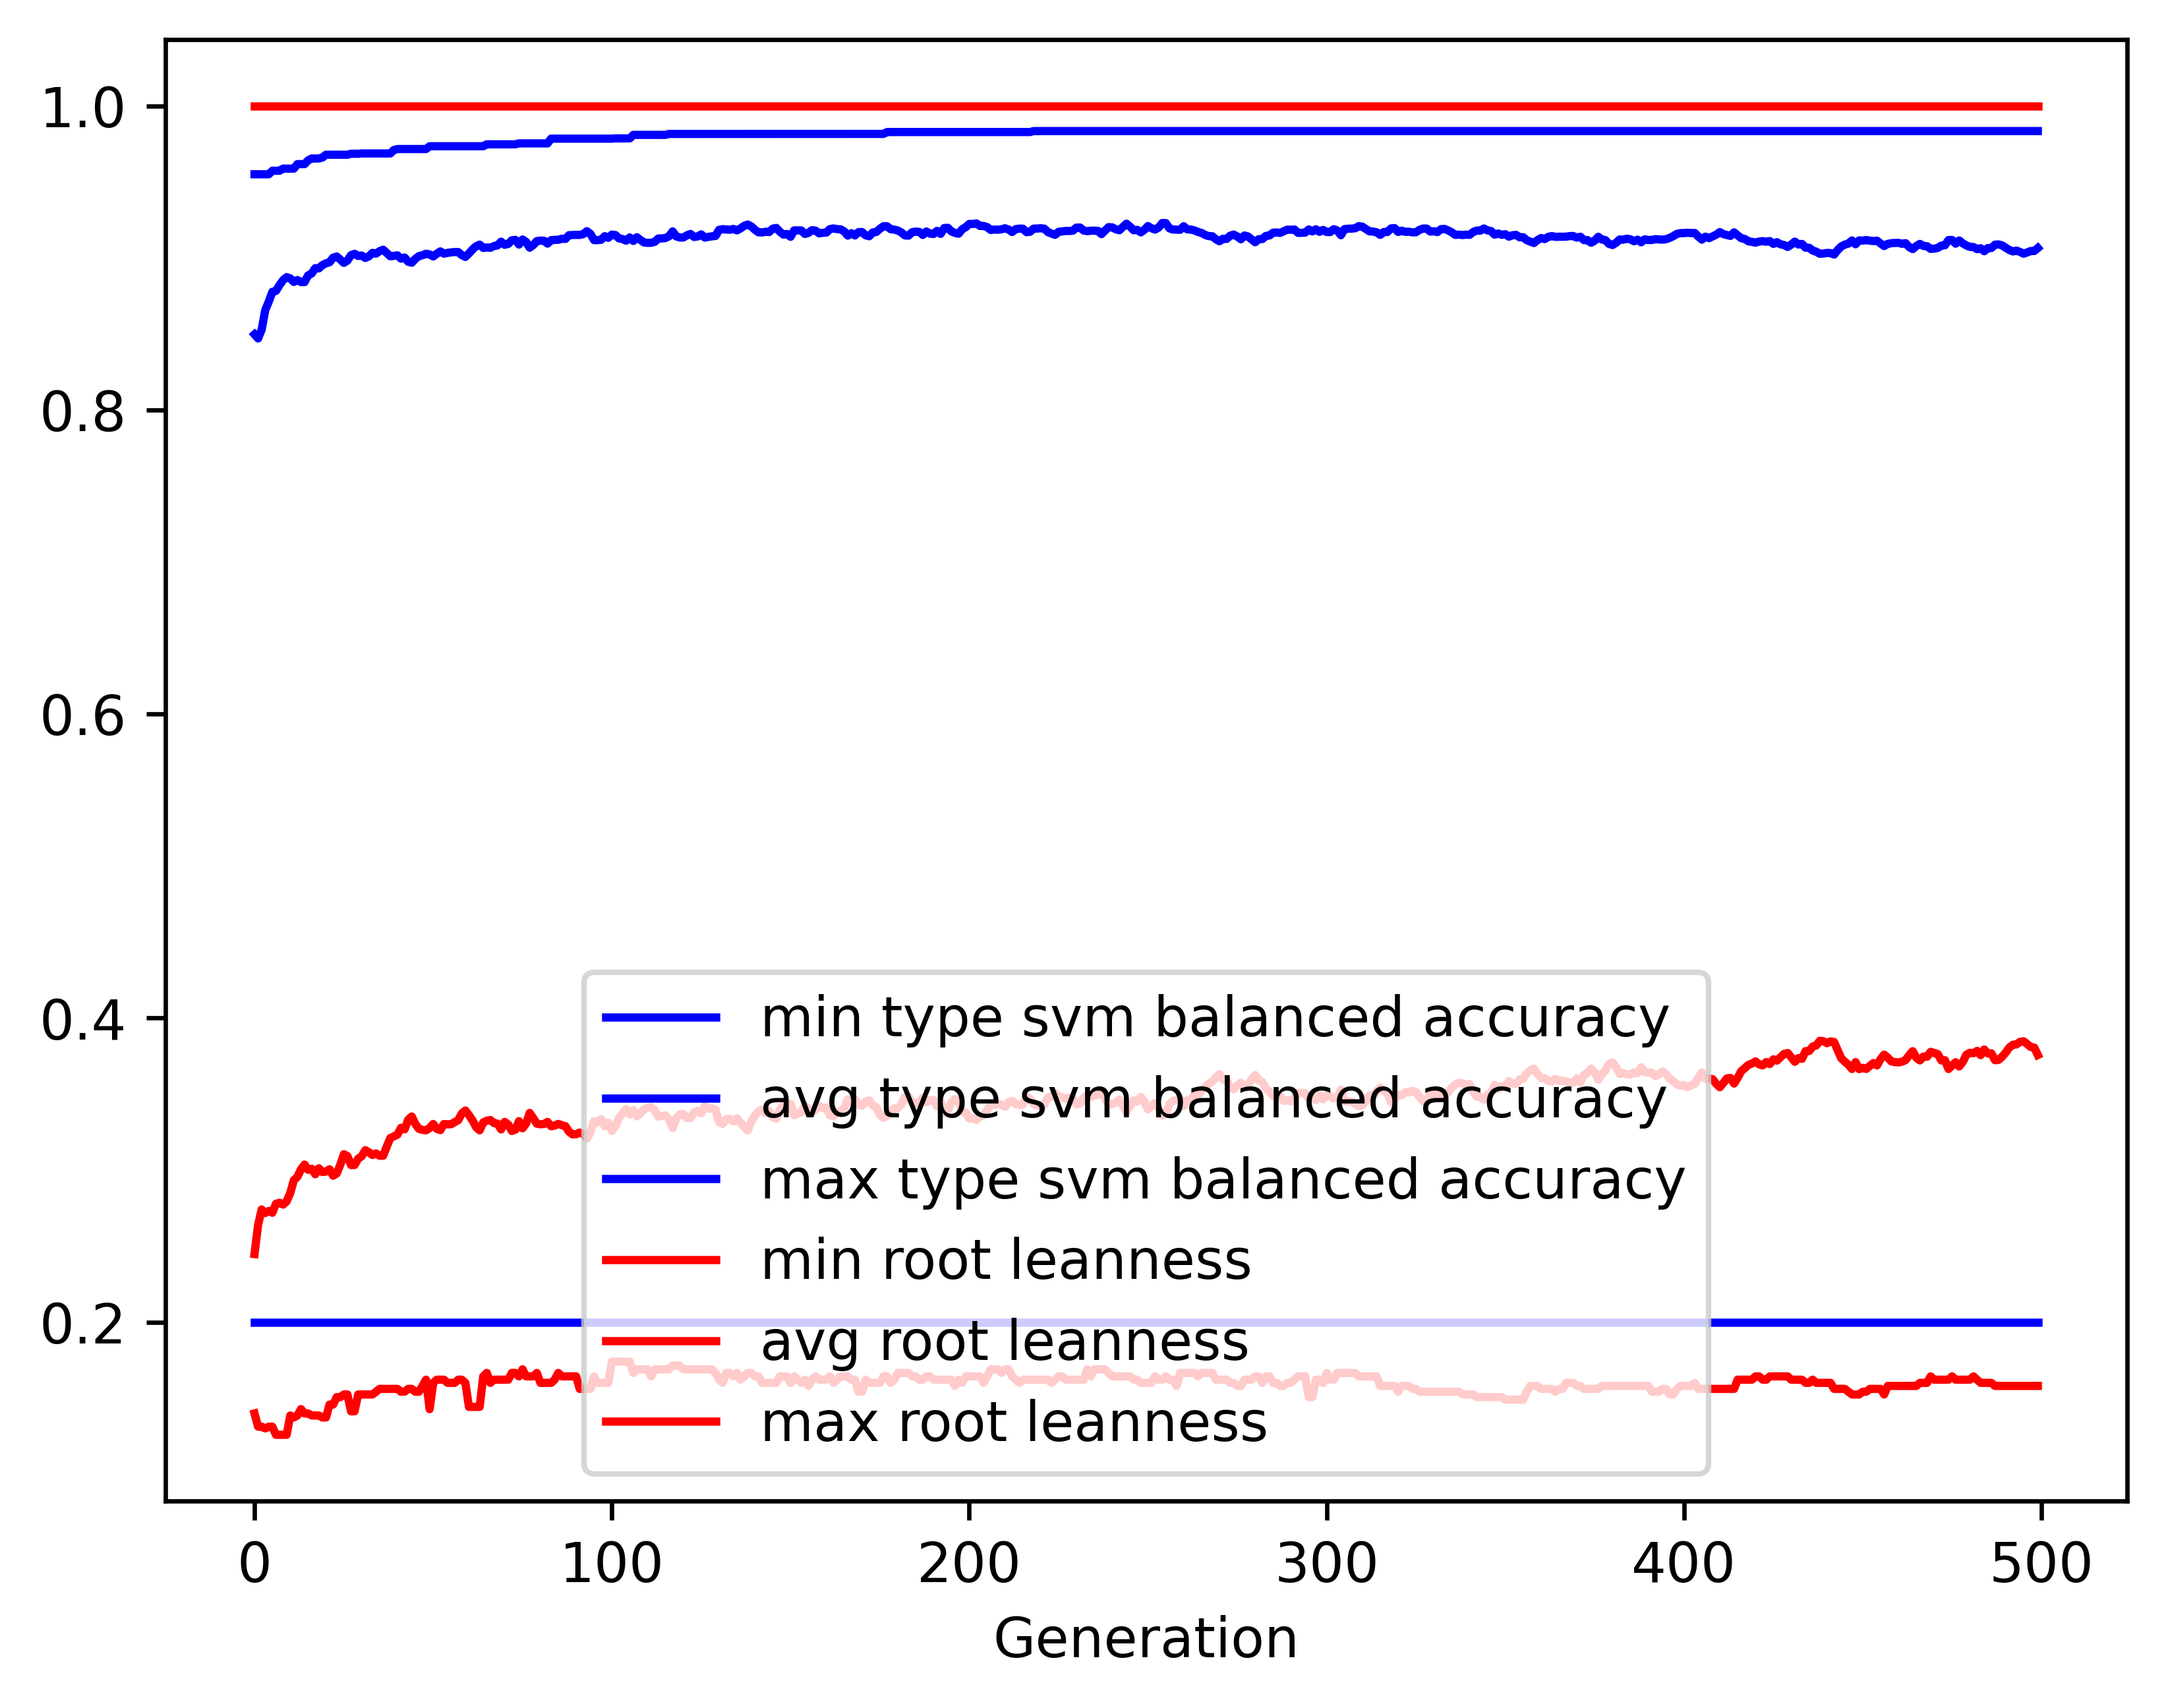 1.0
0.8
0.6
0.4
0.2
min type svm balanced accuracy
avg type svm balanced accuracy
max type svm balanced accuracy
min root leanness
avg root leanness
max root leanness
0 100 200 300 400 500
Generation